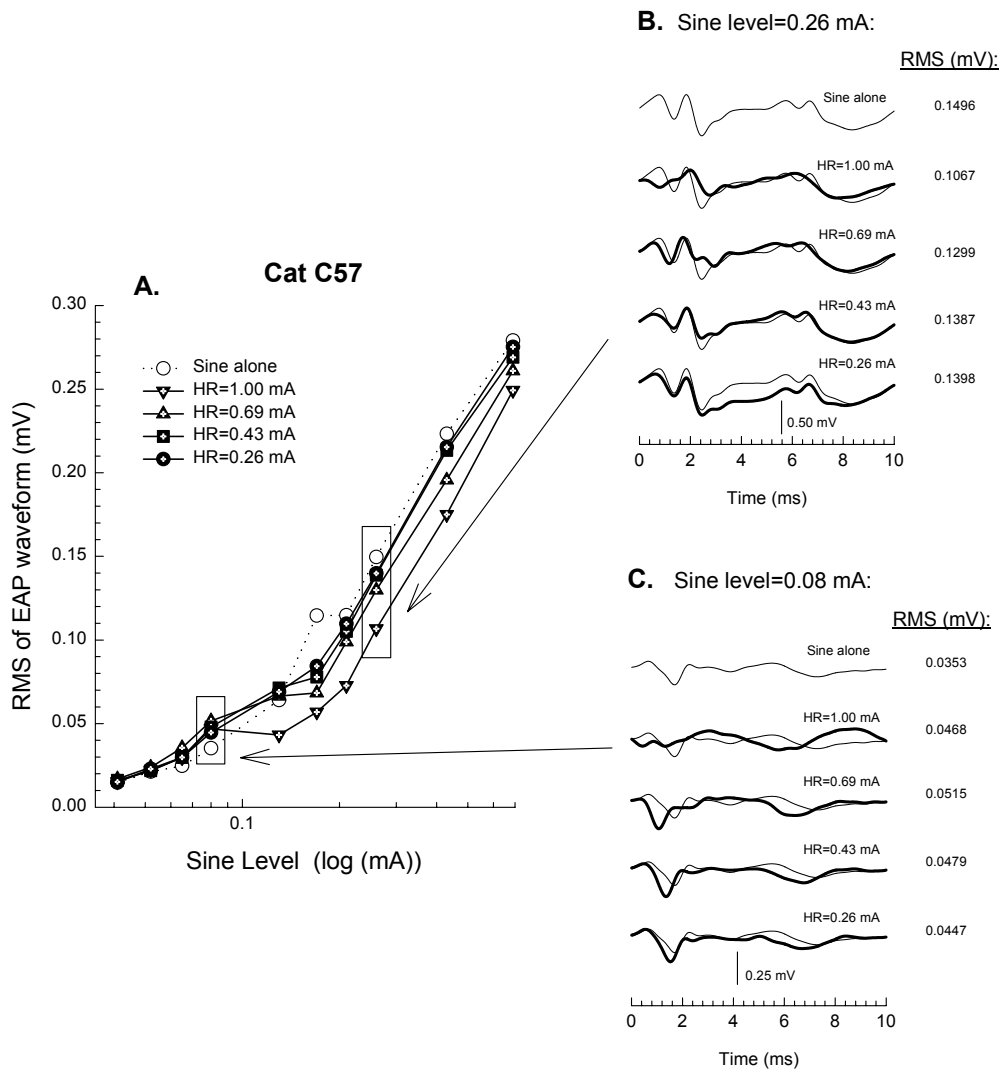 Cat C57
A.
RMS of EAP waveform (mV)
0.30
0.25
0.20
0.15
0.10
0.05
0.00
Sine alone
HR=1.00 mA
HR=0.69 mA
HR=0.43 mA
HR=0.26 mA
0.1
Sine Level (log (mA))
B. Sine level=0.26 mA:
RMS (mV):
Sine alone 0.1496
HR=1.00 mA 0.1067
HR=0.69 mA 0.1299
HR=0.43 mA 0.1387
HR=0.26 mA 0.1398
0.50 mV
0 2 4 6 8 10
Time (ms)
C. Sine level=0.08 mA:
RMS (mV):
Sine alone 0.0353
HR=1.00 mA 0.0468
HR=0.69 mA 0.0515
HR=0.43 mA 0.0479
HR=0.26 mA 0.0447
0.25 mV
0 2 4 6 8 10
Time (ms)